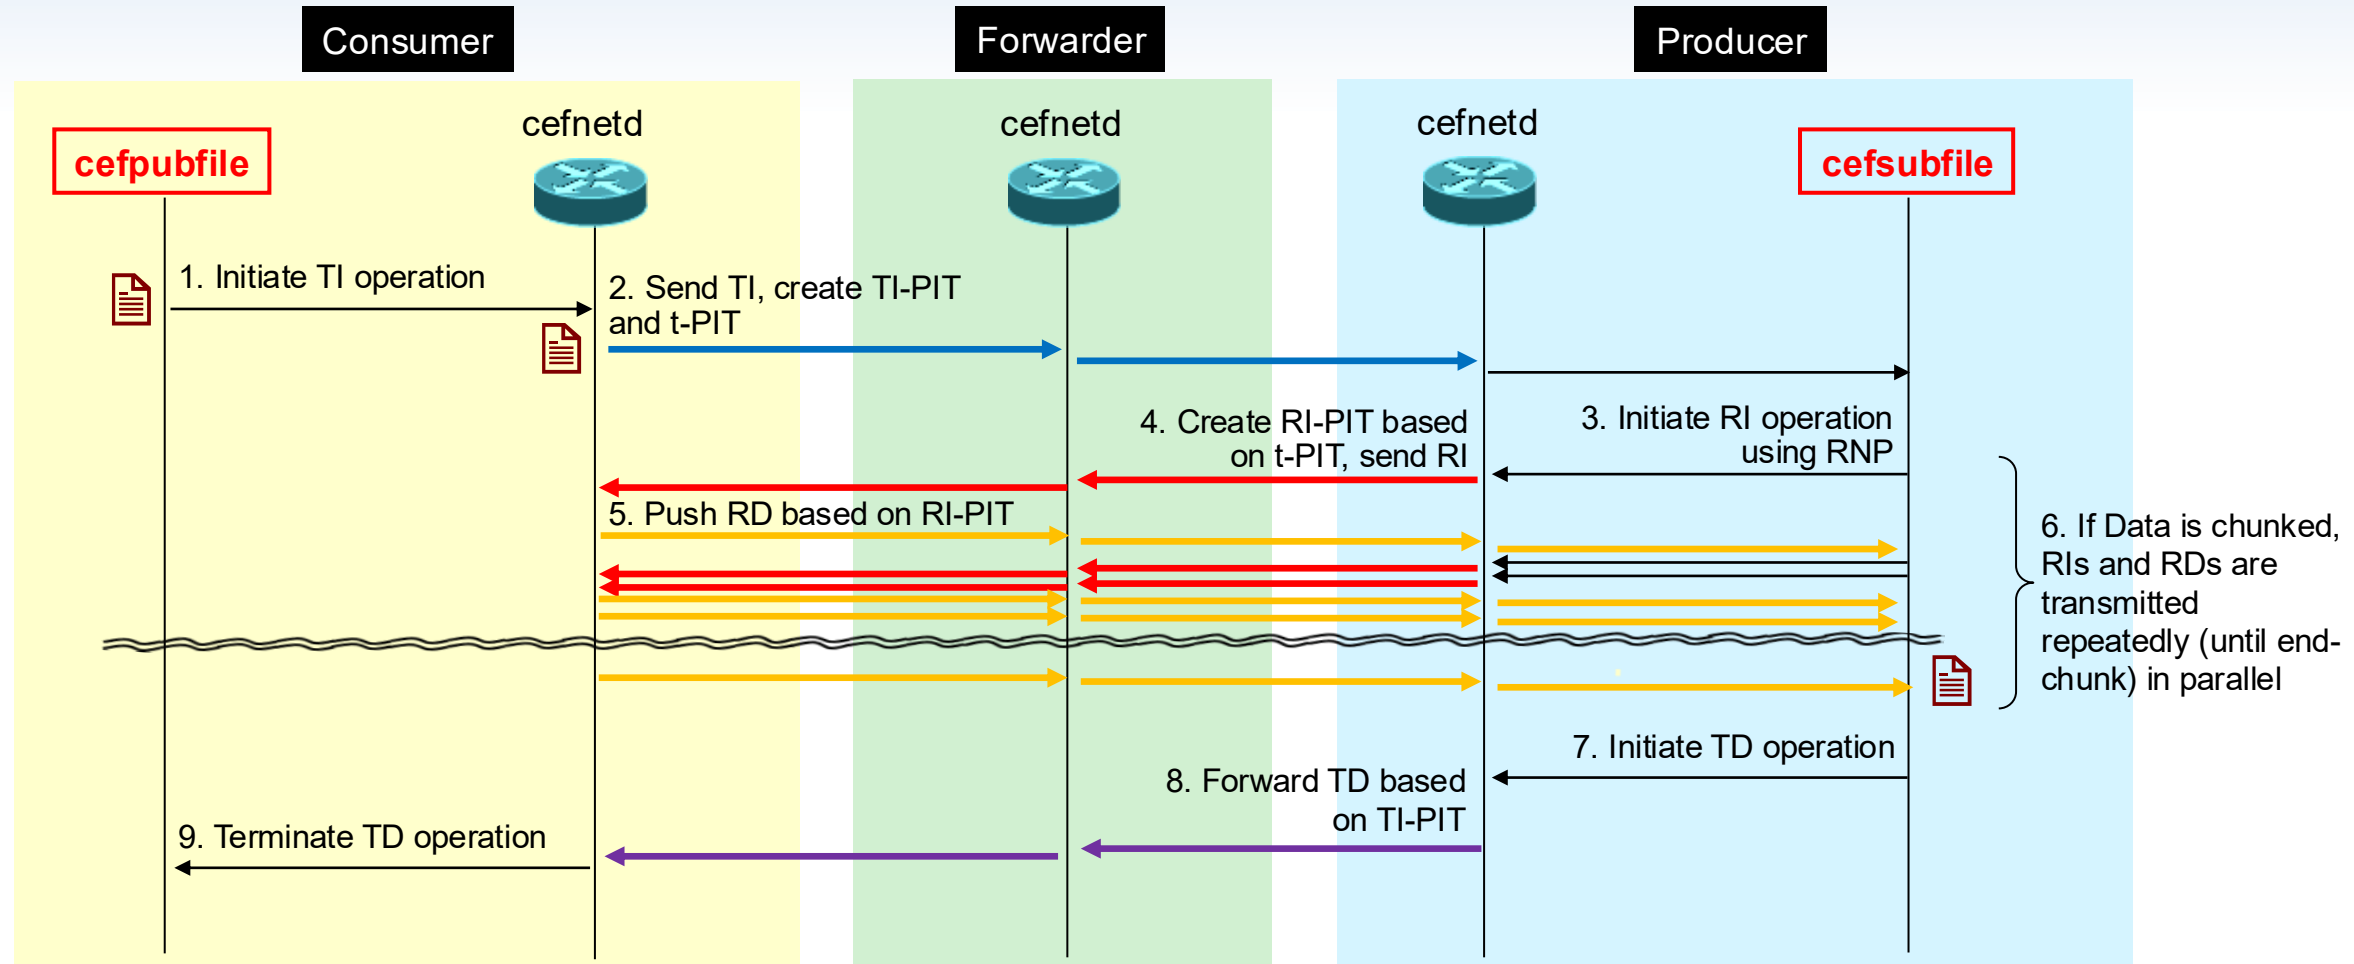 Consumer
Forwarder
Producer
cefnetd
cefnetd
cefnetd
cefpubfile
cefsubfile
1. Initiate TI operation
2. Send TI, create TI-PIT
and t-PIT
3. Initiate RI operation
using RNP
4. Create RI-PIT based
on t-PIT, send RI
5. Push RD based on RI-PIT
6. If Data is chunked,
RIs and RDs are
transmitted
repeatedly (until end-
chunk) in parallel
7. Initiate TD operation
8. Forward TD based
on TI-PIT
9. Terminate TD operation